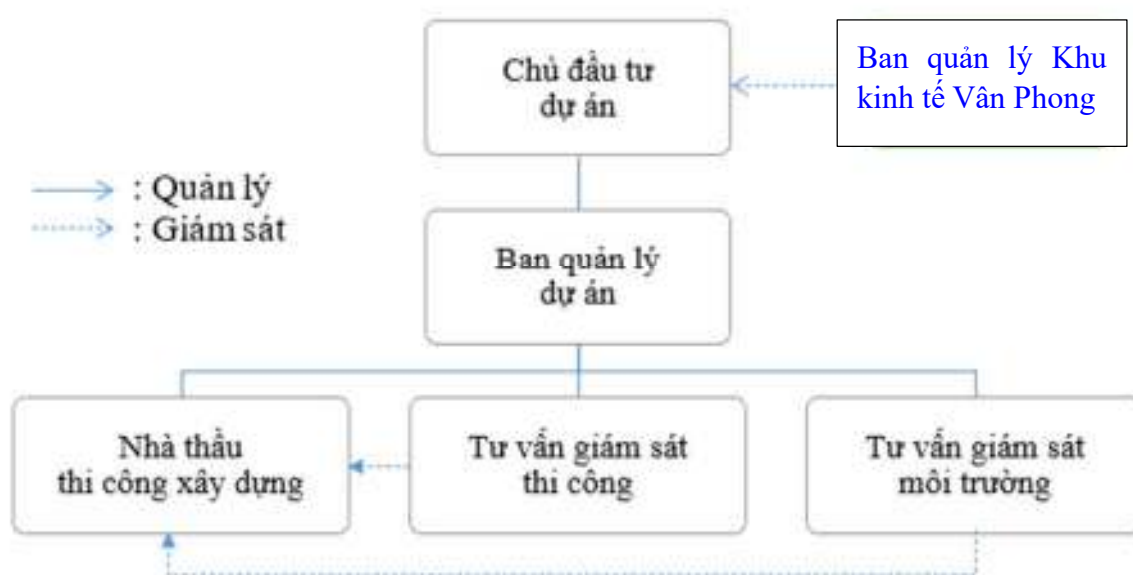 Chủ đầu tư
dự án
Ban quản lý Khu
kinh tế Vân Phong
: Quản lý
: Giám sát
Ban quản lý
dự án
Nhà thầu
thi công xây dựng
Tư vấn giám sát
thi công
Tư vấn giám sát
môi trường